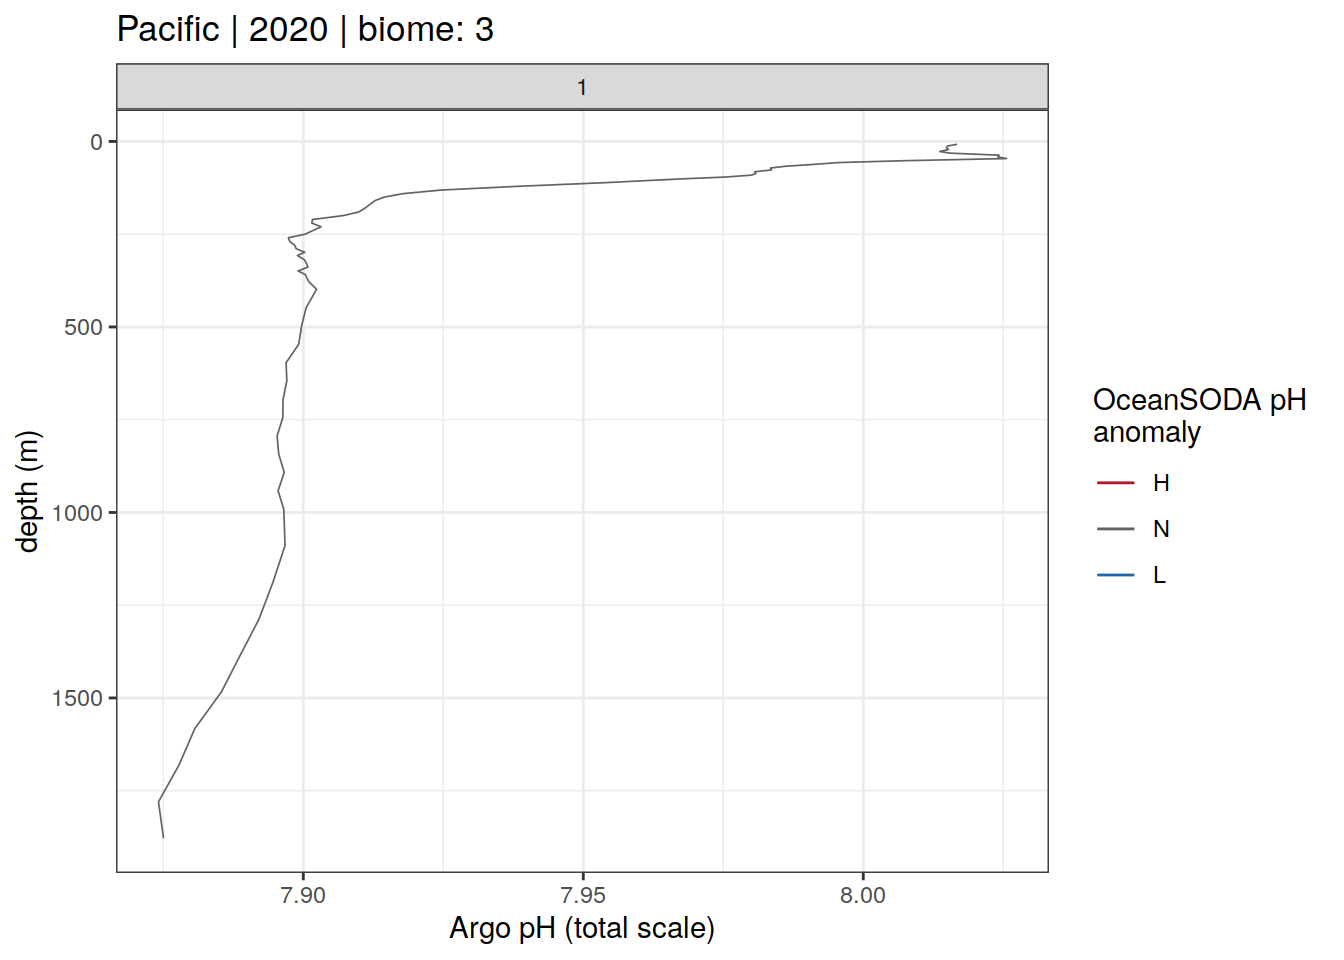 Pacific | 2020 | biome: 3
1
0
500
1000
1500
depth (m)
7.90
7.95
8.00
Argo pH (total scale)
OceanSODA pH
anomaly
H
N
L